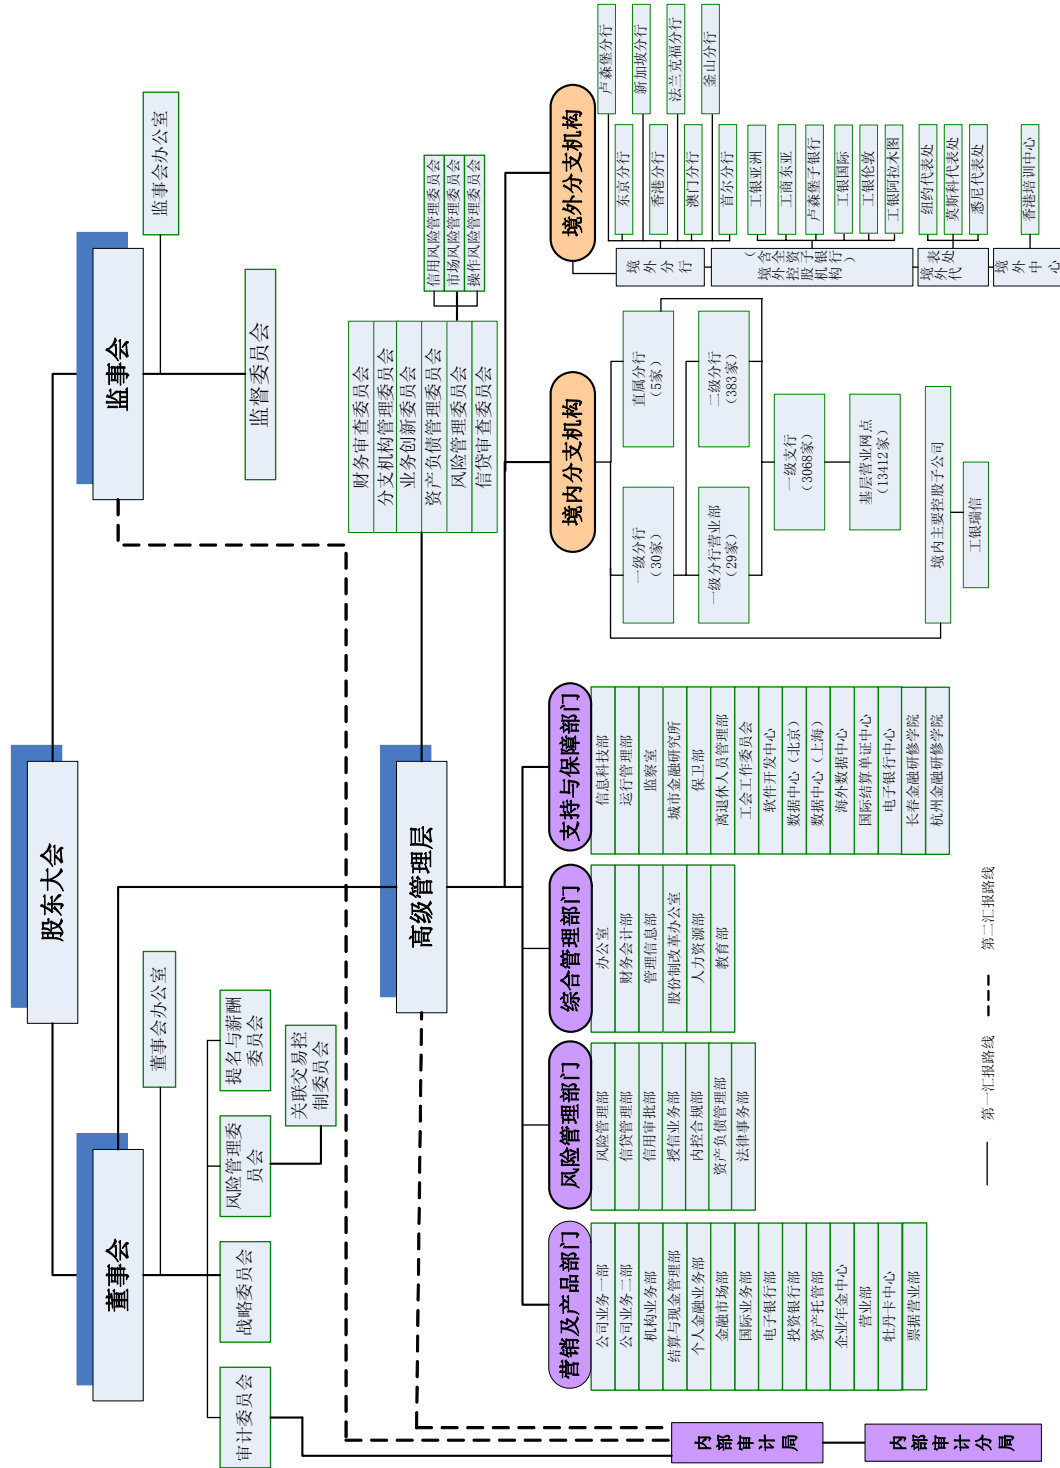 股东大会
董事会
监事会
董事会办公室
监事会办公室
审计委员会
战略委员会
风险管理委
员会
提名与薪酬
委员会
关联交易控
制委员会
监督委员会
高级管理层
财务审查委员会
分支机构管理委员会
业务创新委员会
资产负债管理委员会
风险管理委员会
信贷审查委员会
信用风险管理委员会
市场风险管理委员会
操作风险管理委员会
营销及产品部门
公司业务一部
公司业务二部
机构业务部
结算与现金管理部
个人金融业务部
金融市场部
国际业务部
电子银行部
投资银行部
资产托管部
企业年金中心
营业部
牡丹卡中心
票据营业部
风险管理部门
风险管理部
信贷管理部
信用审批部
授信业务部
内控合规部
资产负债管理部
法律事务部
综合管理部门
办公室
财务会计部
管理信息部
股份制改革办公室
人力资源部
教育部
支持与保障部门
信息科技部
运行管理部
监察室
城市金融研究所
保卫部
离退休人员管理部
工会工作委员会
软件开发中心
数据中心（北京）
数据中心（上海）
海外数据中心
国际结算单证中心
电子银行中心
长春金融研修学院
杭州金融研修学院
境内分支机构
一级分行
（30家）
直属分行
（5家）
一级分行营业部
（29家）
二级分行
（383家）
一级支行
（3068家）
基层营业网点
（13412家）
境内主要控股子公司
工银瑞信
境外分支机构
境
外
分
行
卢森堡分行
东京分行
新加坡分行
香港分行
法兰克福分行
澳门分行
釜山分行
首尔分行
境外控股机构
（含全资子银行）
工银亚洲
工商东亚
卢森堡子银行
工银国际
工银伦敦
工银阿拉木图
境外代
表处
纽约代表处
莫斯科代表处
悉尼代表处
境
外
中
心
香港培训中心
内部
审计
局
内部
审计分
局
第一汇报路线
第二汇报路线